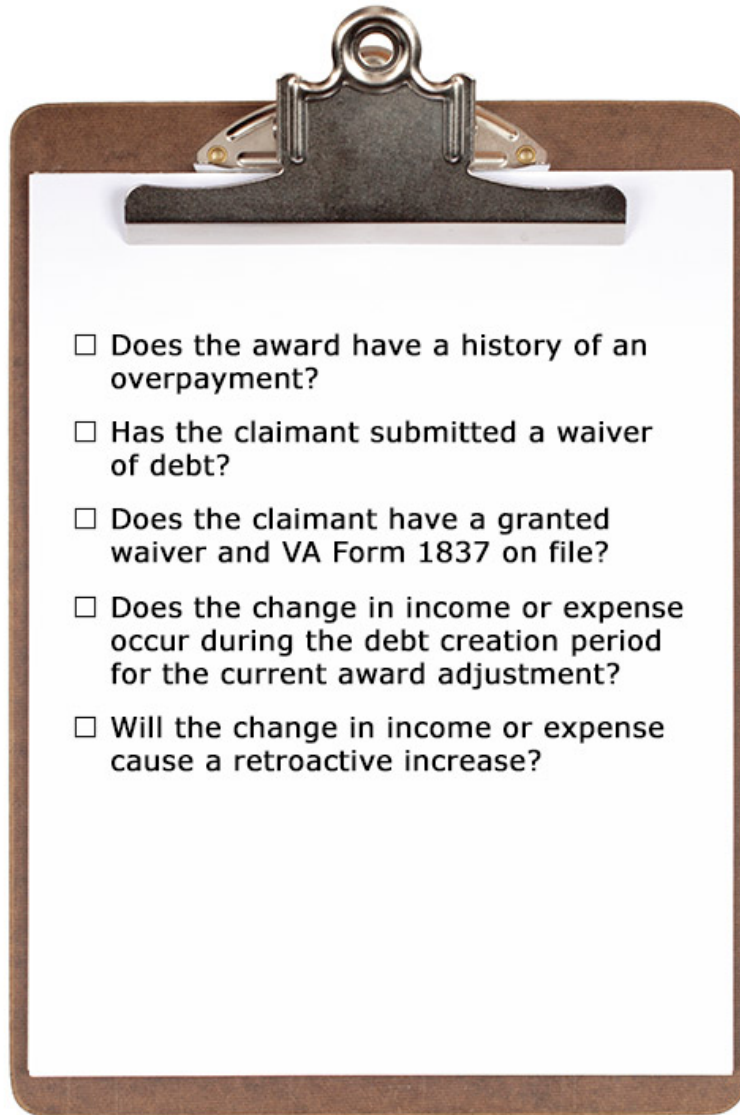 ☐ Does the award have a history of an
overpayment?
☐ Has the claimant submitted a waiver
of debt?
☐ Does the claimant have a granted
waiver and VA Form 1837 on file?
☐ Does the change in income or expense
occur during the debt creation period
for the current award adjustment?
☐ Will the change in income or expense
cause a retroactive increase?